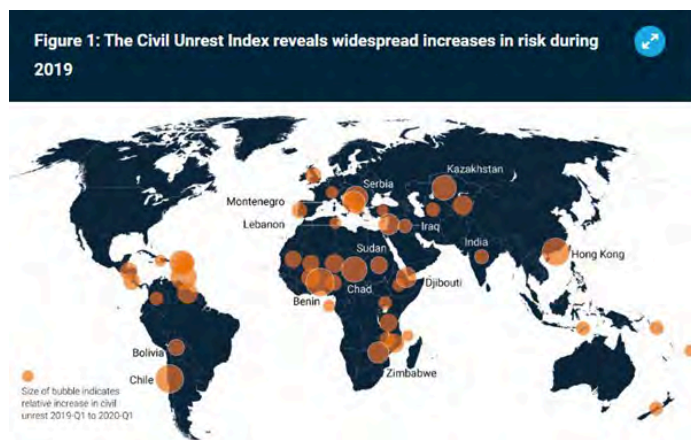 Figure 1: The Civil Unrest Index reveals widespread increases in risk during
2019
Kazakhstan
Serbia
Montenegro
Lebanon
Iraq
India
Hong Kong
Sudan
Chad
Djibouti
Benin
Bolivia
Chile
Zimbabwe
Size of bubble indicates
relative increase in civil
unrest 2019-Q1 to 2020-Q1